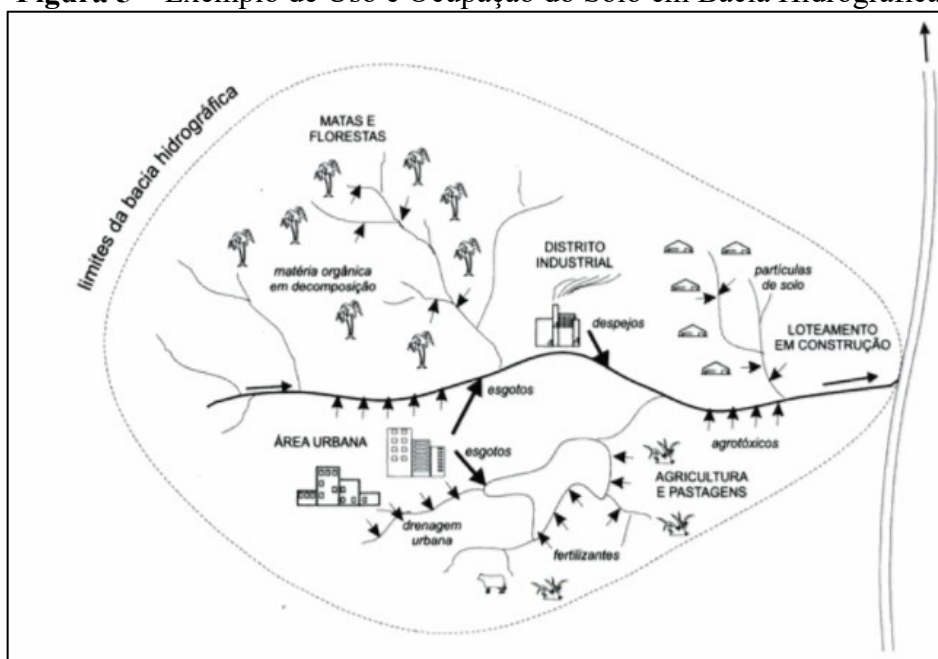 Figura 3 – Exemplo de Uso e Ocupação do Solo em Bacia Hidrográfica
limites da bacia hidrográfica
MATAS E
FLORESTAS
matéria orgânica
em decomposição
DISTRITO
INDUSTRIAL
despejos
partículas
de solo
LOTEAMENTO
EM CONSTRUÇÃO
esgotos
ÁREA URBANA
esgotos
agrotóxicos
AGRICULTURA
E PASTAGENS
drenagem
urbana
fertilizantes